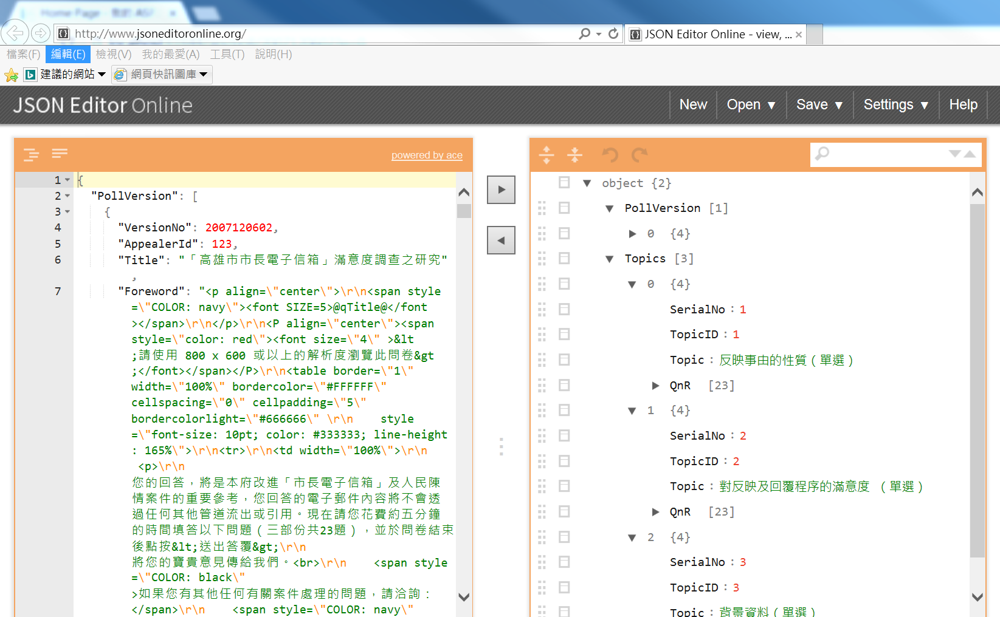 http://www.jsoneditoronline.org/
JSON Editor Online - view, ... ×
檔案(F) 編輯(E) 檢視(V) 我的最愛(A) 工具(T) 說明(H)
建議的網站 網頁快訊圖庫
JSON Editor Online
New Open ▼ Save ▼ Settings ▼ Help
powered by ace
1 {
2 "PollVersion": [
3 {
4 "VersionNo": 2007120602,
5 "AppealerId": 123,
6 "Title": "「高雄市市長電子信箱」滿意度調查之研究"
,
7 "Foreword": "<p align=\"center\">\r\n<span style
=\"COLOR: navy\"><font SIZE=5>@qTitle@</font
></span>\r\n</p>\r\n<P align=\"center\"><span
style=\"color: red\"><font size=\"4\" >&lt
;請使用 800 x 600 或以上的解析度瀏覽此問卷&gt
;</font></span></P>\r\n<table border=\"1\"
width=\"100%\" bordercolor=\"#FFFFFF\"
cellspacing=\"0\" cellpadding=\"5\"
bordercolorlight=\"#666666\" \r\n style
=\"font-size: 10pt; color: #333333; line-height
: 165%\">\r\n<tr>\r\n<td width=\"100%\">\r\n
<p>\r\n
您的回答，將是本府改進「市長電子信箱」及人民陳
情案件的重要參考，您回答的電子郵件內容將不會透
過任何其他管道流出或引用。現在請您花費約五分鐘
的時間填答以下問題（三部份共23題），並於問卷結束
後點按&lt;送出答覆&gt;\r\n
將您的寶貴意見傳給我們。<br>\r\n <span style
=\"COLOR: black\"
>如果您有其他任何有關案件處理的問題，請洽詢：
</span>\r\n <span style=\"COLOR: navy\"
object {2}
PollVersion [1]
0 {4}
Topics [3]
0 {4}
SerialNo : 1
TopicID : 1
Topic : 反映事由的性質（單選）
QnR [23]
1 {4}
SerialNo : 2
TopicID : 2
Topic : 對反映及回覆程序的滿意度 （單選）
QnR [23]
2 {4}
SerialNo : 3
TopicID : 3
Topic : 背景資料（單選）